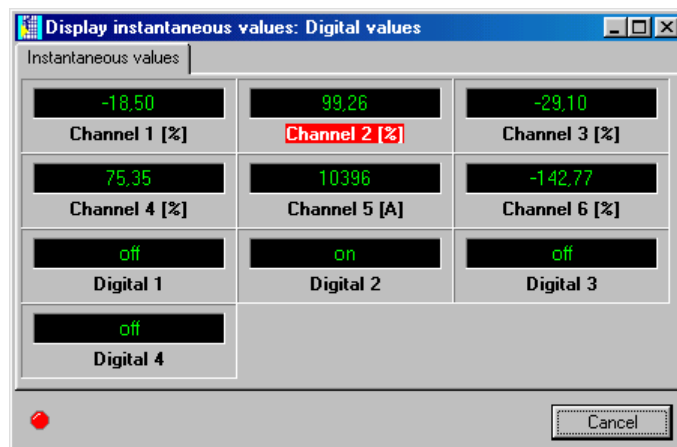 Display instantaneous values: Digital values
Instantaneous values
-18,50 99,26 -29,10
Channel 1 [%] Channel 2 [%] Channel 3 [%]
75,35 10396 -142,77
Channel 4 [%] Channel 5 [A] Channel 6 [%]
off on off
Digital 1 Digital 2 Digital 3
off
Digital 4
Cancel